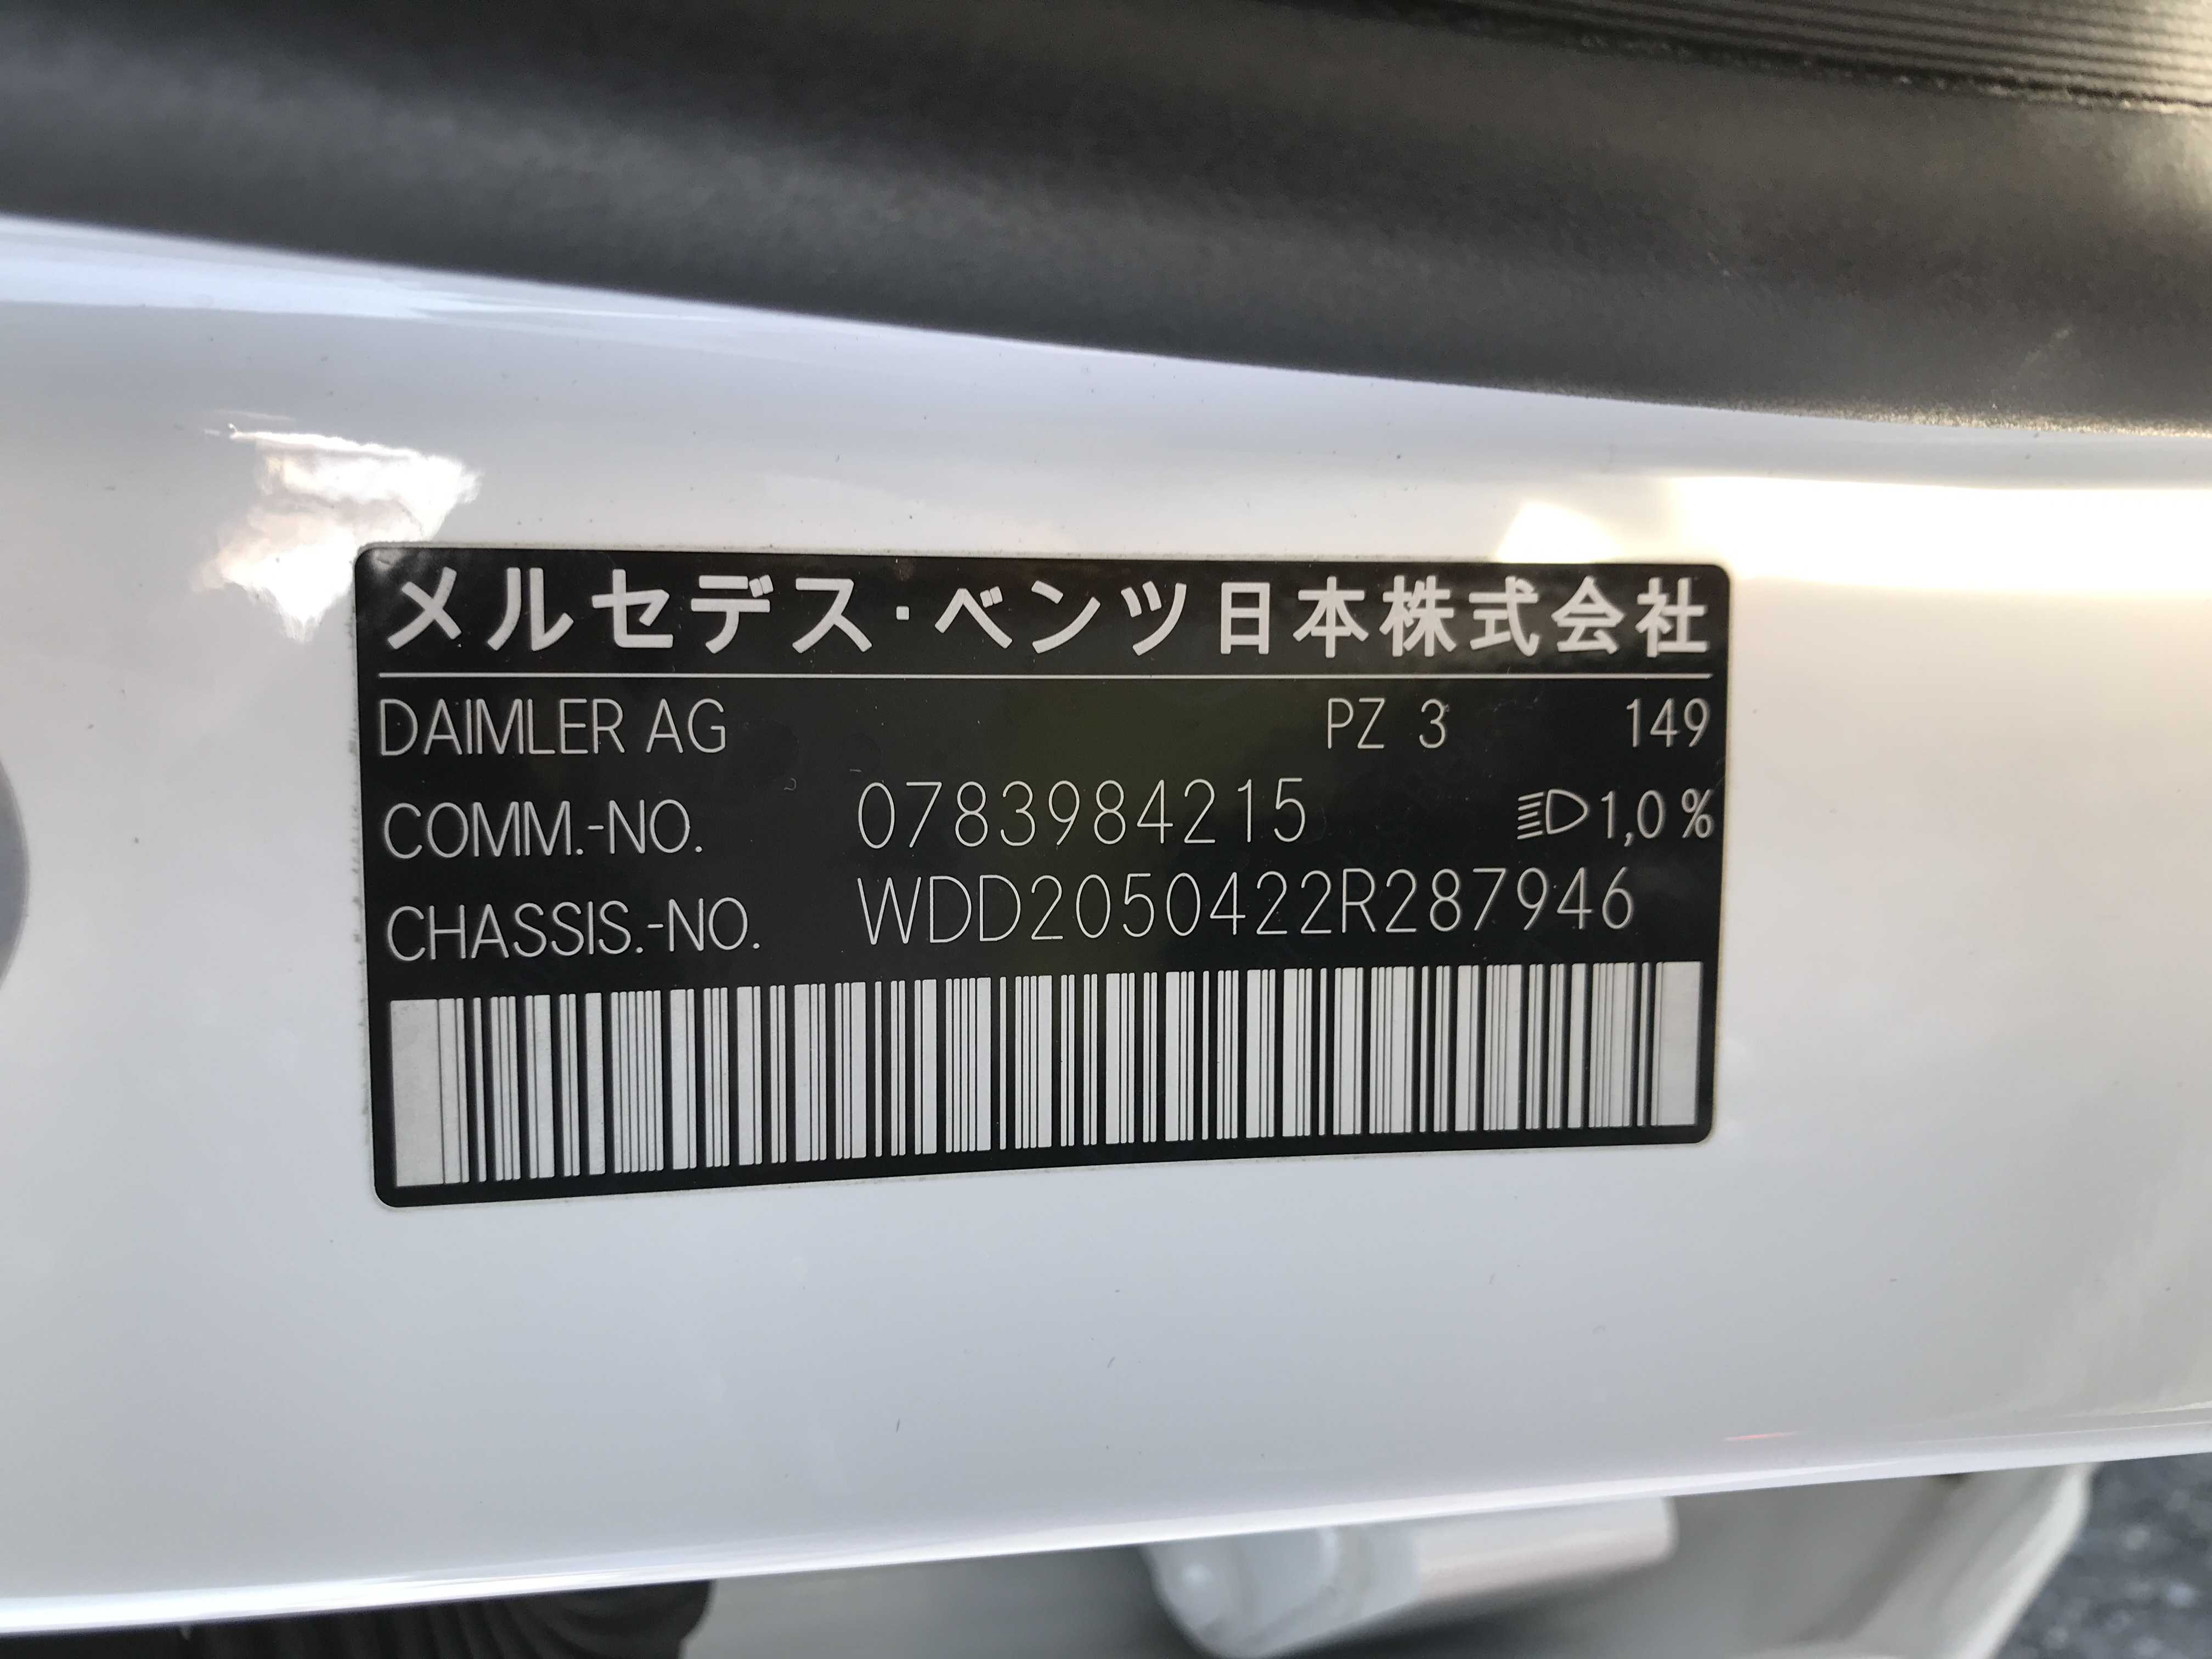 メルセデス・ベンツ日本株式会社
DAIMLER AG PZ 3 149
COMM.-NO. 0783984215 1,0 %
CHASSIS.-NO. WDD2050422R287946